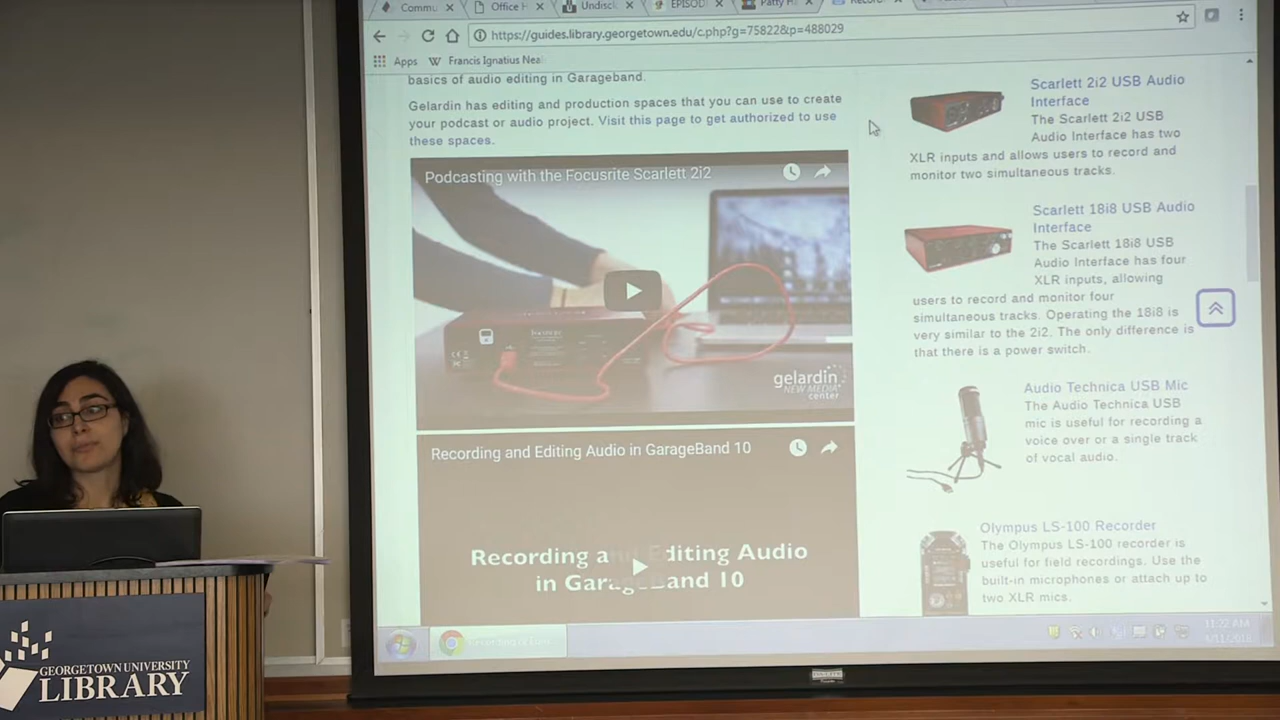 Commu
Office H
Undisc
EPISOD
Patty H
https://guides.library.georgetown.edu/c.php?g=75822&p=488029
Apps
Francis Ignatius Nea
basics of audio editing in Garageband.
Gelardin has editing and production spaces that you can use to create
your podcast or audio project. Visit this page to get authorized to use
these spaces.
Podcasting with the Focusrite Scarlett 2i2
gelardin
NEW MEDIA
center
Recording and Editing Audio in GarageBand 10
Recording and Editing Audio
in GarageBand 10
Scarlett 2i2 USB Audio
Interface
The Scarlett 2i2 USB
Audio Interface has two
XLR inputs and allows users to record and
monitor two simultaneous tracks.
Scarlett 18i8 USB Audio
Interface
The Scarlett 18i8 USB
Audio Interface has four
XLR inputs, allowing
users to record and monitor four
simultaneous tracks. Operating the 18i8 is
very similar to the 2i2. The only difference is
that there is a power switch.
Audio Technica USB Mic
The Audio Technica USB
mic is useful for recording a
voice over or a single track
of vocal audio.
Olympus LS-100 Recorder
The Olympus LS-100 recorder is
useful for field recordings. Use the
built-in microphones or attach up to
two XLR mics.
11:22 AM
GEORGETOWN UNIVERSITY
LIBRARY